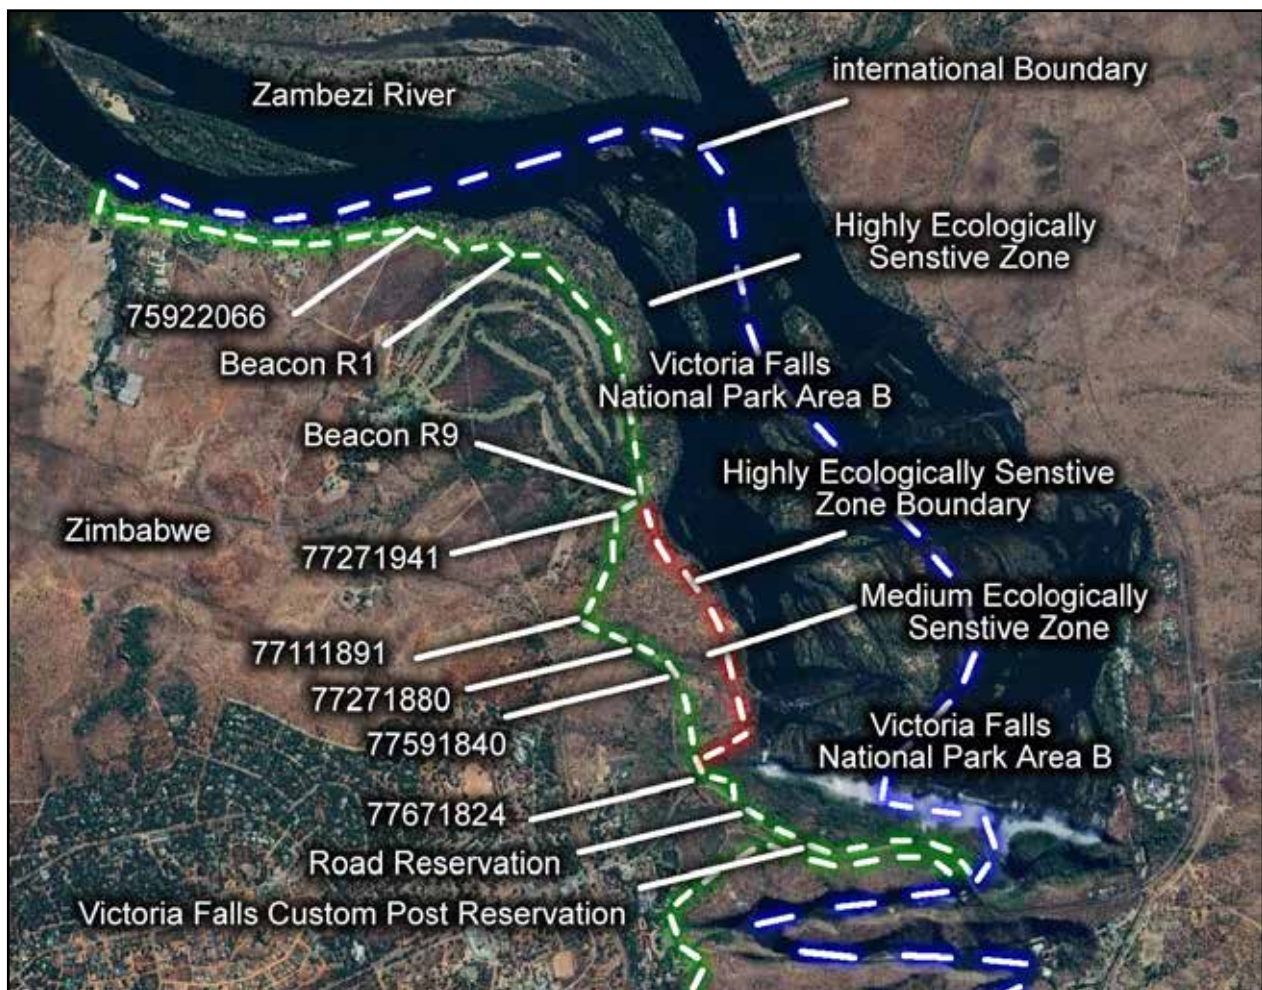 international Boundary
Zambezi River
Highly Ecologically
Senstive Zone
75922066
Beacon R1
Victoria Falls
National Park Area B
Beacon R9
Highly Ecologically Senstive
Zone Boundary
Zimbabwe
77271941
Medium Ecologically
Senstive Zone
77111891
77271880
77591840
Victoria Falls
National Park Area B
77671824
Road Reservation
Victoria Falls Custom Post Reservation